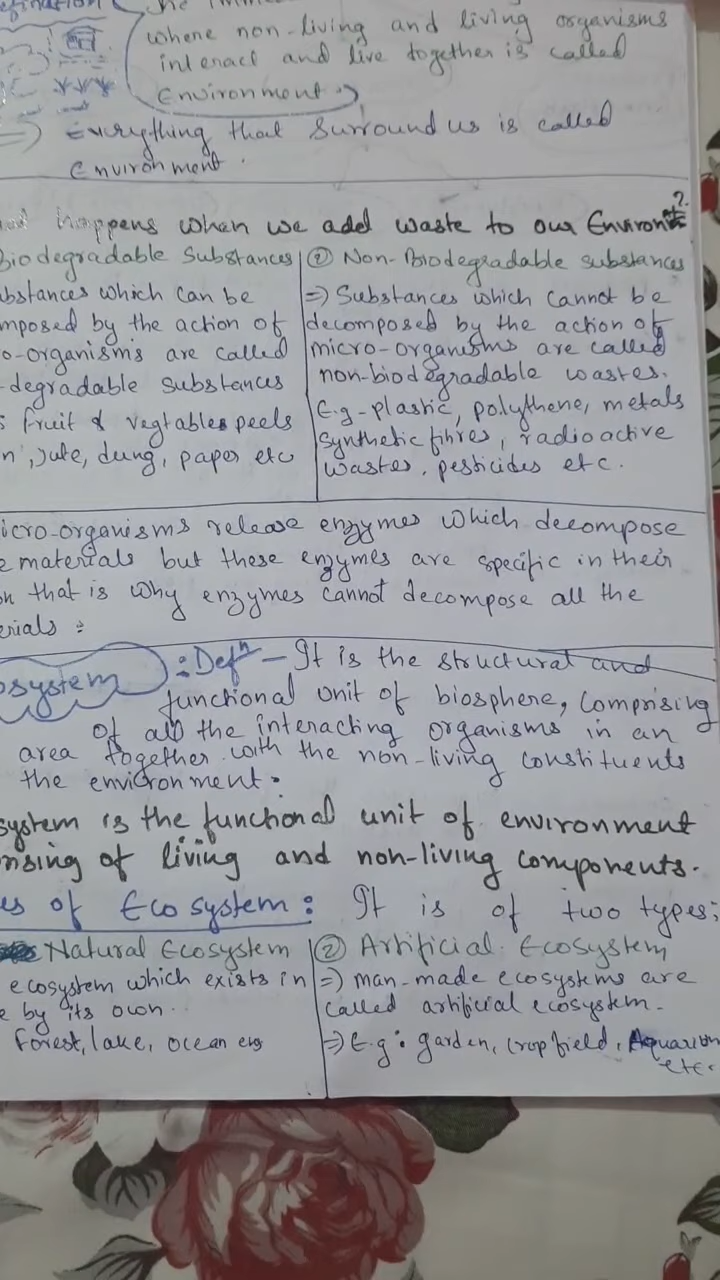 where non-living and living organisms
interact and live together is called
Environment
⇒ Everything that Surround us is called
Environment.
happens when we add waste to our Environ?
Biodegradable Substances
bstances which can be
mposed by the action of
o-organisms are called
-degradable substances
fruit & vegtables peels
n, jute, dung, paper etc
② Non-Biodegradable substances
⇒ Substances which cannot be
decomposed by the action of
micro-organisms are called
non-biodegradable wastes.
E.g - plastic, polythene, metals
synthetic fibres, radioactive
wastes, pesticides etc.
icro-organisms release enzymes which decompose
e materials but these enzymes are specific in their
on that is why enzymes cannot decompose all the
erials :
osystem : Defⁿ - It is the structural and
functional unit of biosphere, comprising
of all the interacting organisms in an
area together with the non-living constituents
the environment.
system is the functional unit of environment
rising of living and non-living components.
es of Ecosystem : It is of two types:
Natural Ecosystem
ecosystem which exists in
e by its own..
forest, lake, ocean
② Artificial Ecosystem
⇒ man-made ecosystems are
called artificial ecosystem.
⇒ E.g : garden, crop field, Aquarium
etc.